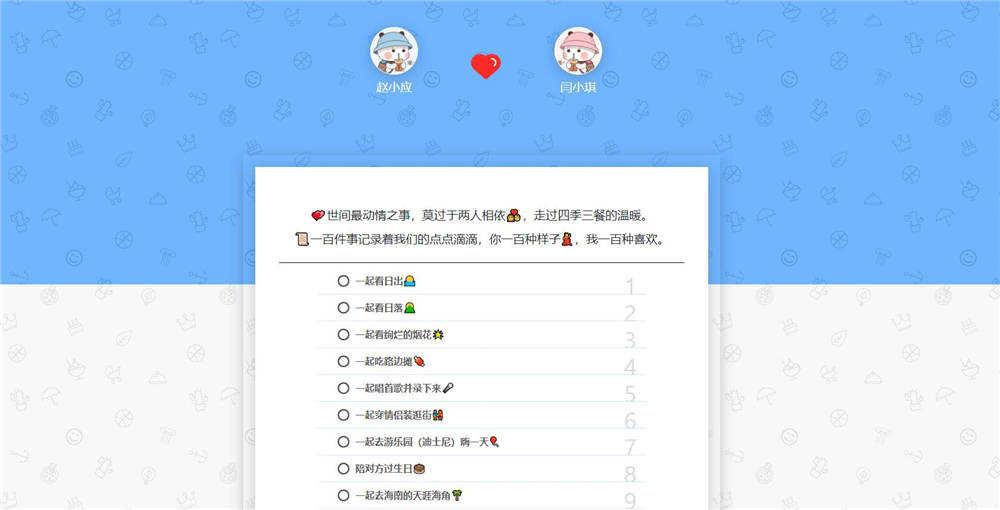 赵小应
闫小琪
❤️世间最动情之事，莫过于两人相依💑，走过四季三餐的温暖。
📜一百件事记录着我们的点点滴滴，你一百种样子💃，我一百种喜欢。
一起看日出🌅 1
一起看日落🌄 2
一起看绚烂的烟花💥 3
一起吃路边摊🍢 4
一起唱首歌并录下来🎤 5
一起穿情侣装逛街👫 6
一起去游乐园（迪士尼）嗨一天🎈 7
陪对方过生日🎂 8
一起去海南的天涯海角🌴 9